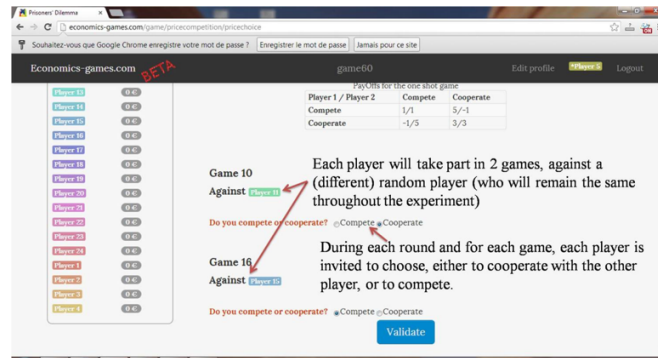 Prisoners' Dilemma
economics-games.com/game/pricecompetition/pricechoice
Souhaitez-vous que Google Chrome enregistre votre mot de passe ? Enregistrer le mot de passe Jamais pour ce site
Economics-games.com BETA game60 Edit profile Player 5 Logout
Player 13 0 €
Player 14 0 €
Player 15 0 €
Player 16 0 €
Player 17 0 €
Player 18 0 €
Player 19 0 €
Player 20 0 €
Player 21 0 €
Player 22 0 €
Player 23 0 €
Player 24 0 €
Player 1 0 €
Player 2 0 €
Player 3 0 €
Player 4 0 €
PayOffs for the one shot game
Player 1 / Player 2 Compete Cooperate
Compete 1/1 5/-1
Cooperate -1/5 3/3
Game 10
Against Player 11
Each player will take part in 2 games, against a
(different) random player (who will remain the same
throughout the experiment)
Do you compete or cooperate? Compete Cooperate
During each round and for each game, each player is
invited to choose, either to cooperate with the other
player, or to compete.
Game 16
Against Player 15
Do you compete or cooperate? Compete Cooperate
Validate